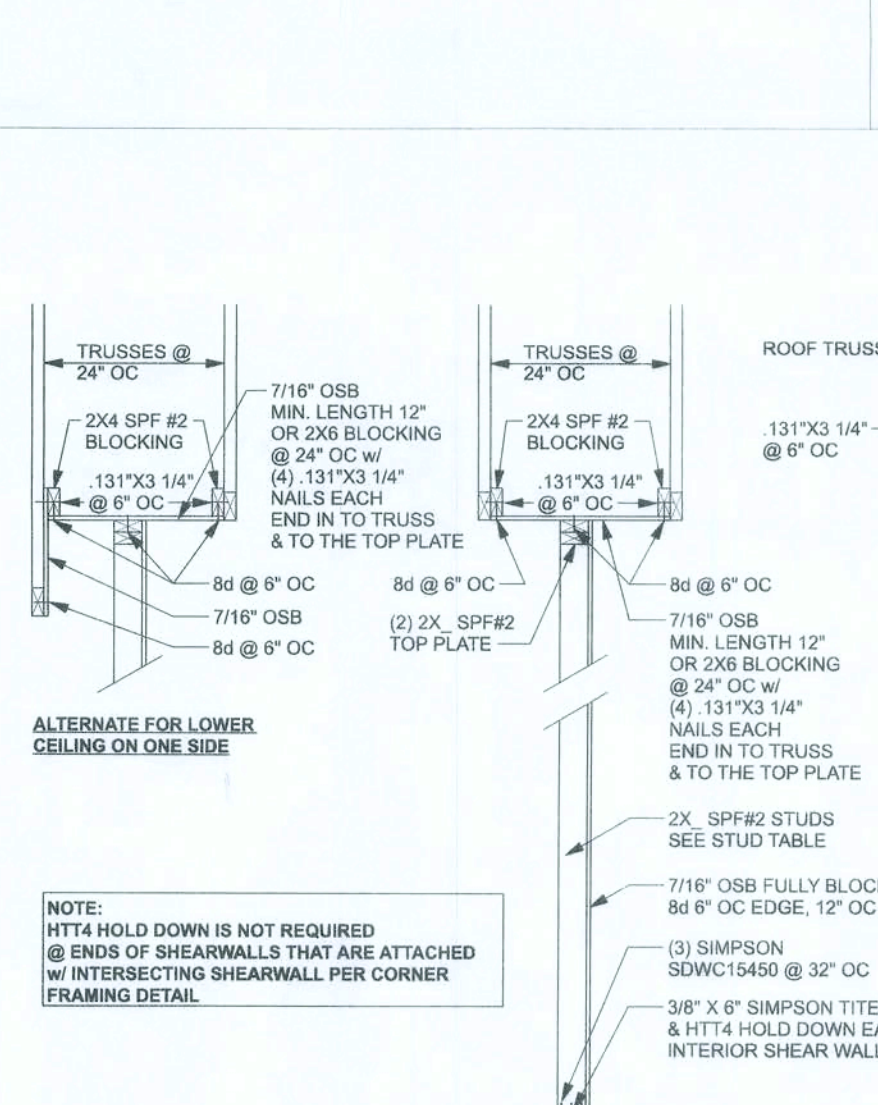 TRUSSES @
24" OC
2X4 SPF #2
BLOCKING
.131"X3 1/4"
@ 6" OC
7/16" OSB
MIN. LENGTH 12"
OR 2X6 BLOCKING
@ 24" OC w/
(4) .131"X3 1/4"
NAILS EACH
END IN TO TRUSS
& TO THE TOP PLATE
8d @ 6" OC
7/16" OSB
8d @ 6" OC
ALTERNATE FOR LOWER
CEILING ON ONE SIDE
NOTE:
HTT4 HOLD DOWN IS NOT REQUIRED
@ ENDS OF SHEARWALLS THAT ARE ATTACHED
w/ INTERSECTING SHEARWALL PER CORNER
FRAMING DETAIL
TRUSSES @
24" OC
2X4 SPF #2
BLOCKING
.131"X3 1/4"
@ 6" OC
8d @ 6" OC
(2) 2X_ SPF#2
TOP PLATE
8d @ 6" OC
7/16" OSB
MIN. LENGTH 12"
OR 2X6 BLOCKING
@ 24" OC w/
(4) .131"X3 1/4"
NAILS EACH
END IN TO TRUSS
& TO THE TOP PLATE
2X_ SPF#2 STUDS
SEE STUD TABLE
7/16" OSB FULLY
8d 6" OC EDGE, 12" OC
(3) SIMPSON
SDWC15450 @ 32" OC
3/8" X 6" SIMPSON
& HTT4 HOLD DOWN
INTERIOR SHEAR
ROOF
.131"X3 1/4"
@ 6" OC